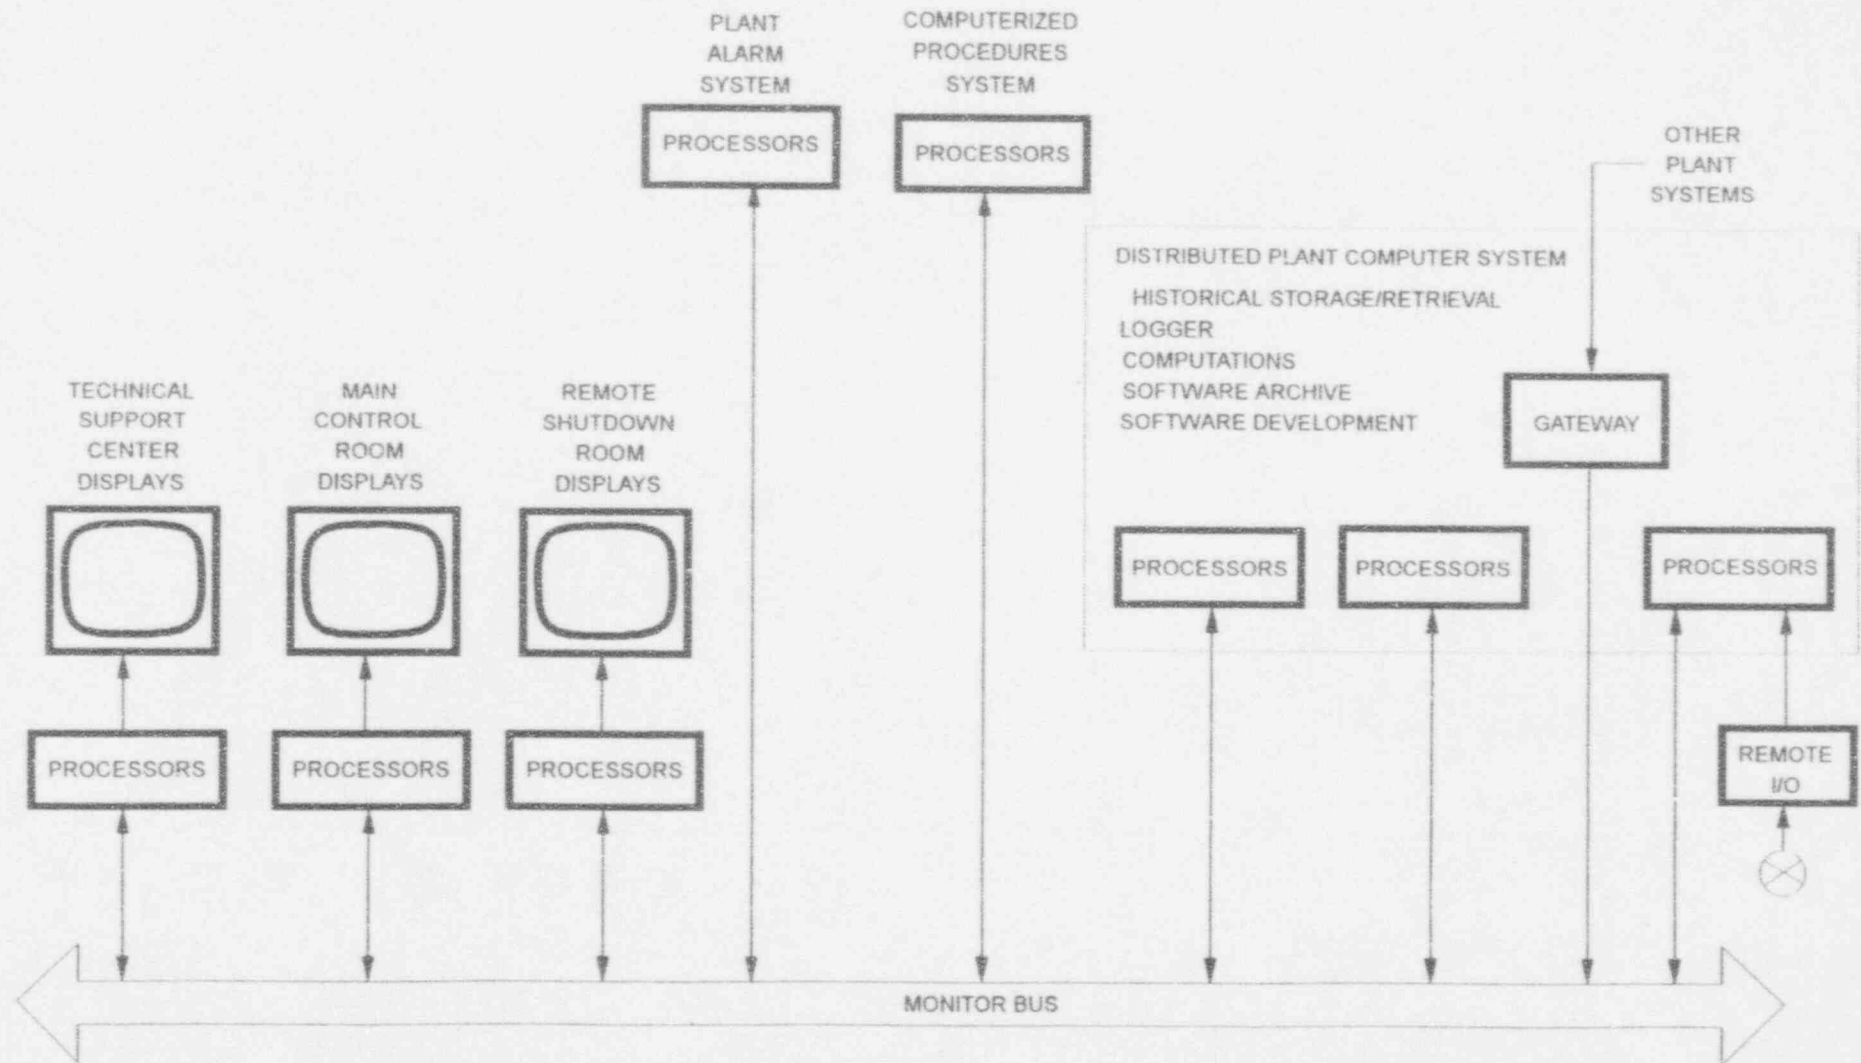 PLANT
ALARM
SYSTEM
PROCESSORS
COMPUTERIZED
PROCEDURES
SYSTEM
PROCESSORS
OTHER
PLANT
SYSTEMS
DISTRIBUTED PLANT COMPUTER SYSTEM
HISTORICAL STORAGE/RETRIEVAL
LOGGER
COMPUTATIONS
SOFTWARE ARCHIVE
SOFTWARE DEVELOPMENT
GATEWAY
TECHNICAL
SUPPORT
CENTER
DISPLAYS
MAIN
CONTROL
ROOM
DISPLAYS
REMOTE
SHUTDOWN
ROOM
DISPLAYS
PROCESSORS
PROCESSORS
PROCESSORS
PROCESSORS
PROCESSORS
PROCESSORS
REMOTE
I/O
MONITOR BUS